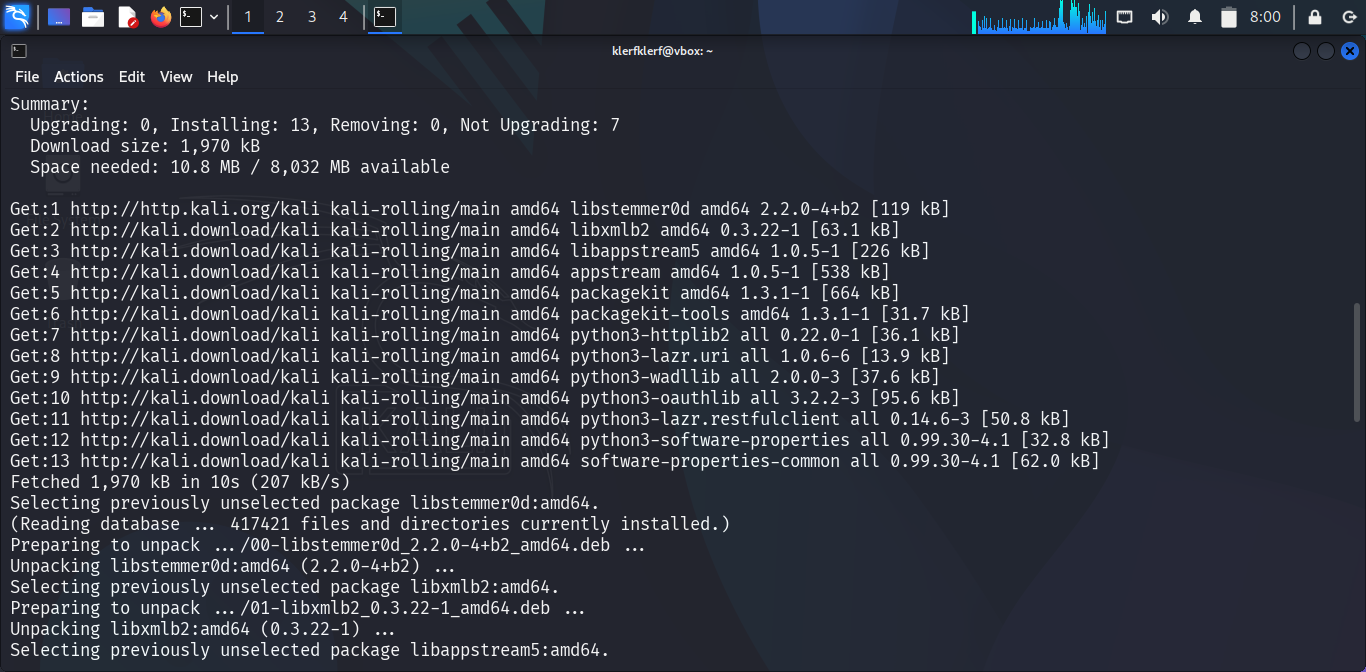 1 2 3 4 8:00
klerfklerf@vbox: ~
File Actions Edit View Help
Summary:
Upgrading: 0, Installing: 13, Removing: 0, Not Upgrading: 7
Download size: 1,970 kB
Space needed: 10.8 MB / 8,032 MB available
Get:1 http://http.kali.org/kali kali-rolling/main amd64 libstemmer0d amd64 2.2.0-4+b2 [119 kB]
Get:2 http://kali.download/kali kali-rolling/main amd64 libxmlb2 amd64 0.3.22-1 [63.1 kB]
Get:3 http://kali.download/kali kali-rolling/main amd64 libappstream5 amd64 1.0.5-1 [226 kB]
Get:4 http://kali.download/kali kali-rolling/main amd64 appstream amd64 1.0.5-1 [538 kB]
Get:5 http://kali.download/kali kali-rolling/main amd64 packagekit amd64 1.3.1-1 [664 kB]
Get:6 http://kali.download/kali kali-rolling/main amd64 packagekit-tools amd64 1.3.1-1 [31.7 kB]
Get:7 http://kali.download/kali kali-rolling/main amd64 python3-httplib2 all 0.22.0-1 [36.1 kB]
Get:8 http://kali.download/kali kali-rolling/main amd64 python3-lazr.uri all 1.0.6-6 [13.9 kB]
Get:9 http://kali.download/kali kali-rolling/main amd64 python3-wadllib all 2.0.0-3 [37.6 kB]
Get:10 http://kali.download/kali kali-rolling/main amd64 python3-oauthlib all 3.2.2-3 [95.6 kB]
Get:11 http://kali.download/kali kali-rolling/main amd64 python3-lazr.restfulclient all 0.14.6-3 [50.8 kB]
Get:12 http://kali.download/kali kali-rolling/main amd64 python3-software-properties all 0.99.30-4.1 [32.8 kB]
Get:13 http://kali.download/kali kali-rolling/main amd64 software-properties-common all 0.99.30-4.1 [62.0 kB]
Fetched 1,970 kB in 10s (207 kB/s)
Selecting previously unselected package libstemmer0d:amd64.
(Reading database ... 417421 files and directories currently installed.)
Preparing to unpack .../00-libstemmer0d_2.2.0-4+b2_amd64.deb ...
Unpacking libstemmer0d:amd64 (2.2.0-4+b2) ...
Selecting previously unselected package libxmlb2:amd64.
Preparing to unpack .../01-libxmlb2_0.3.22-1_amd64.deb ...
Unpacking libxmlb2:amd64 (0.3.22-1) ...
Selecting previously unselected package libappstream5:amd64.